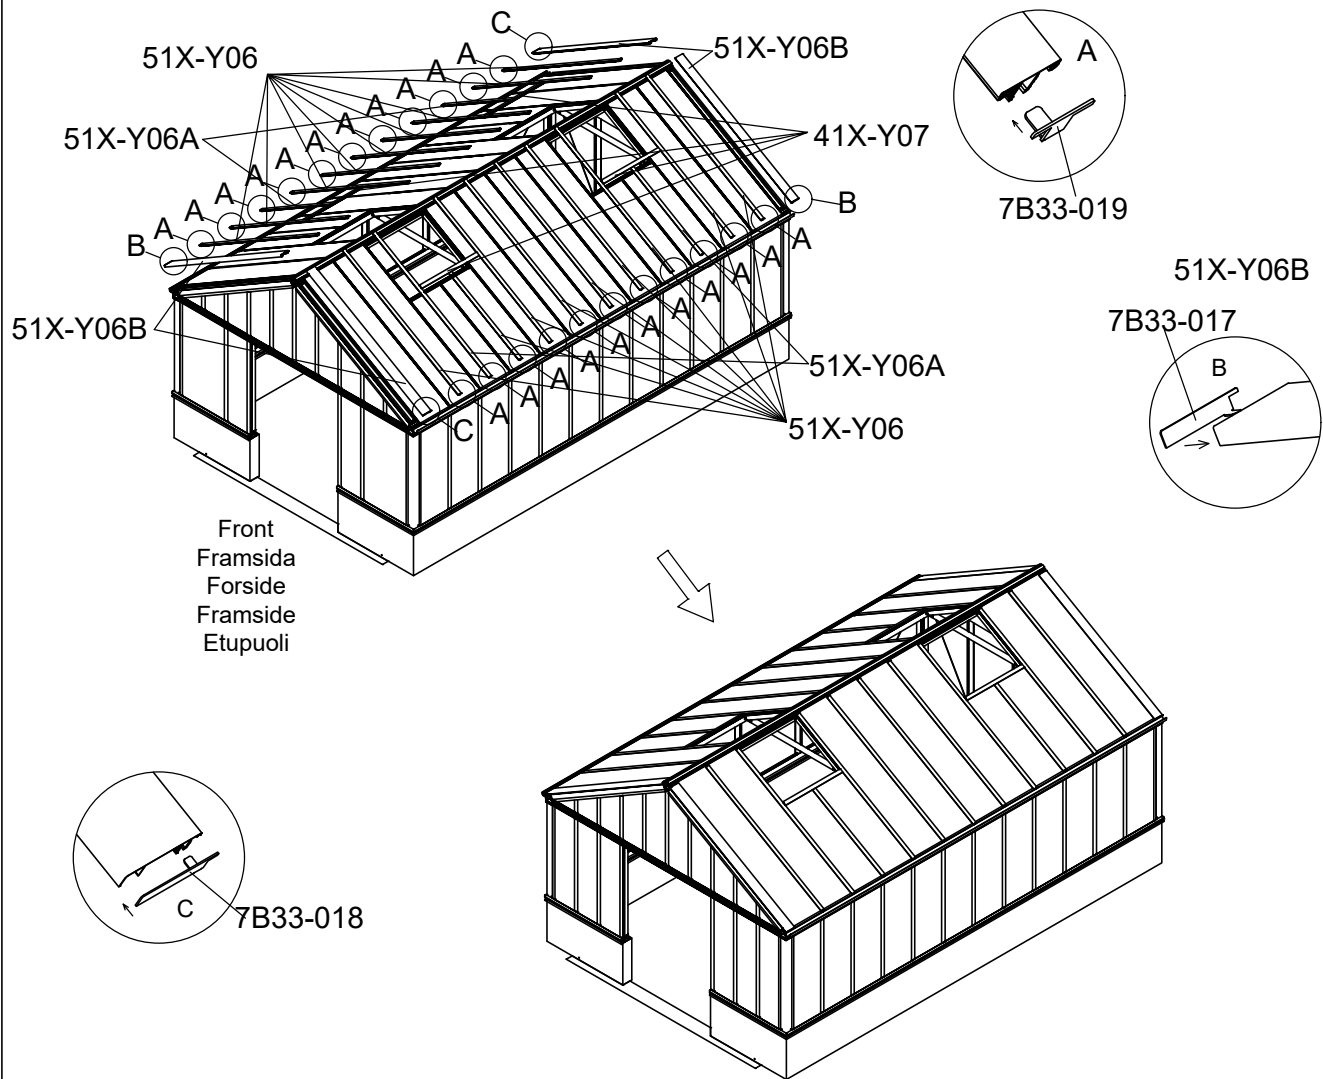 C
51X-Y06
A
51X-Y06B
A
A
A
A
51X-Y06A
A
A
41X-Y07
A
A
7B33-019
A
B
A
A
B
A
51X-Y06B
A
A
A
51X-Y06B
7B33-017
A
A
A
B
51X-Y06A
A
A
A
A
C
51X-Y06
Front
Framsida
Forside
Framside
Etupuoli
C
7B33-018